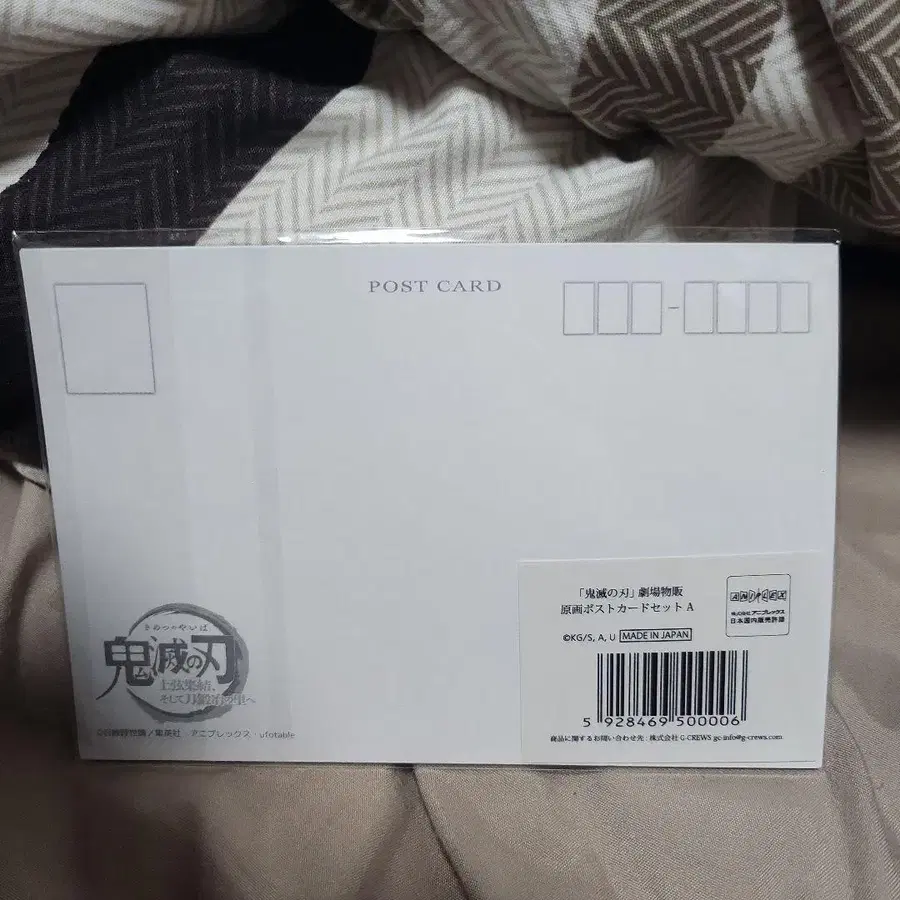 POST CARD
きめつのやいば
鬼滅の刃
上弦集結、
そして刀鍛冶の里へ
©吾峠呼世晴／集英社・アニプレックス・ufotable
「鬼滅の刃」劇場物販
原画ポストカードセット A
©KG/S, A, U MADE IN JAPAN
ANIPLEX
株式会社 アニプレックス
日本国内販売許諾
5 928469 500006
商品に関するお問い合わせ先：株式会社 G-CREWS gc-info@g-crews.com